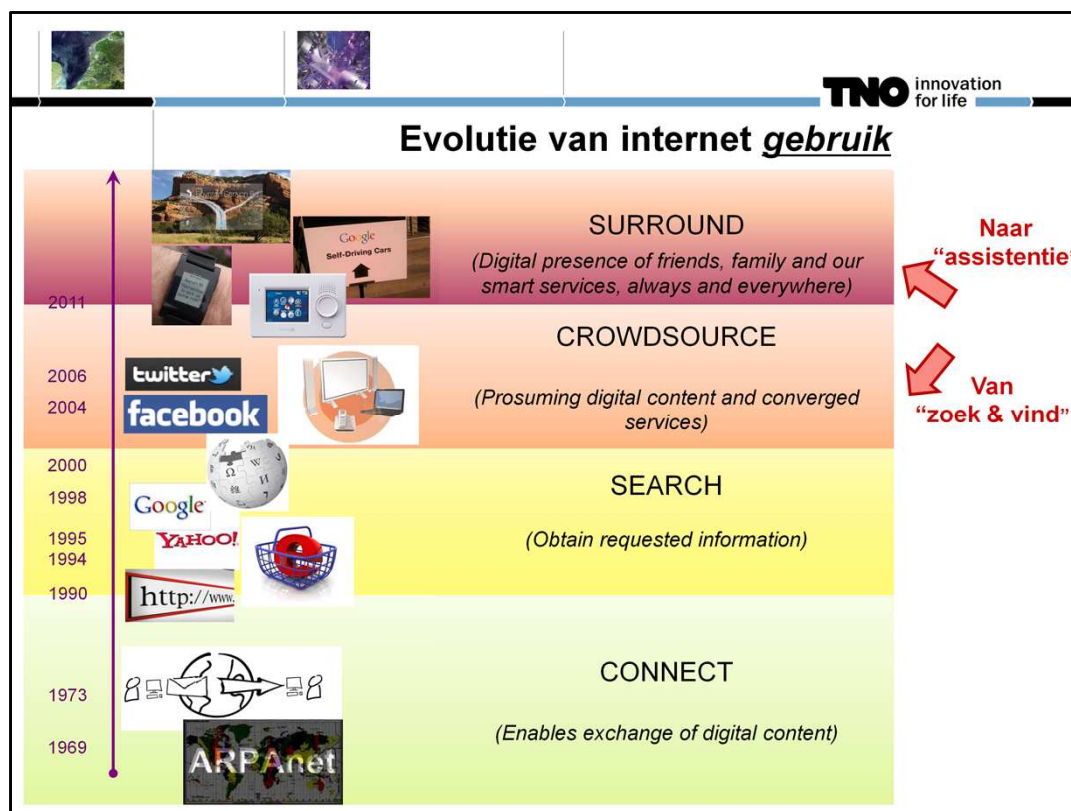 TNO innovation
for life
Evolutie van internet gebruik
SURROUND
(Digital presence of friends, family and our
smart services, always and everywhere)
Naar
“assistentie”
Google
Self-Driving Cars
2011
CROWDSOURCE
(Prosuming digital content and converged
services)
Van
“zoek & vind”
2006
twitter
2004
facebook
2000
SEARCH
(Obtain requested information)
1998
Google
1995
YAHOO!
1994
1990
http://www.
CONNECT
(Enables exchange of digital content)
1973
1969
ARPAnet